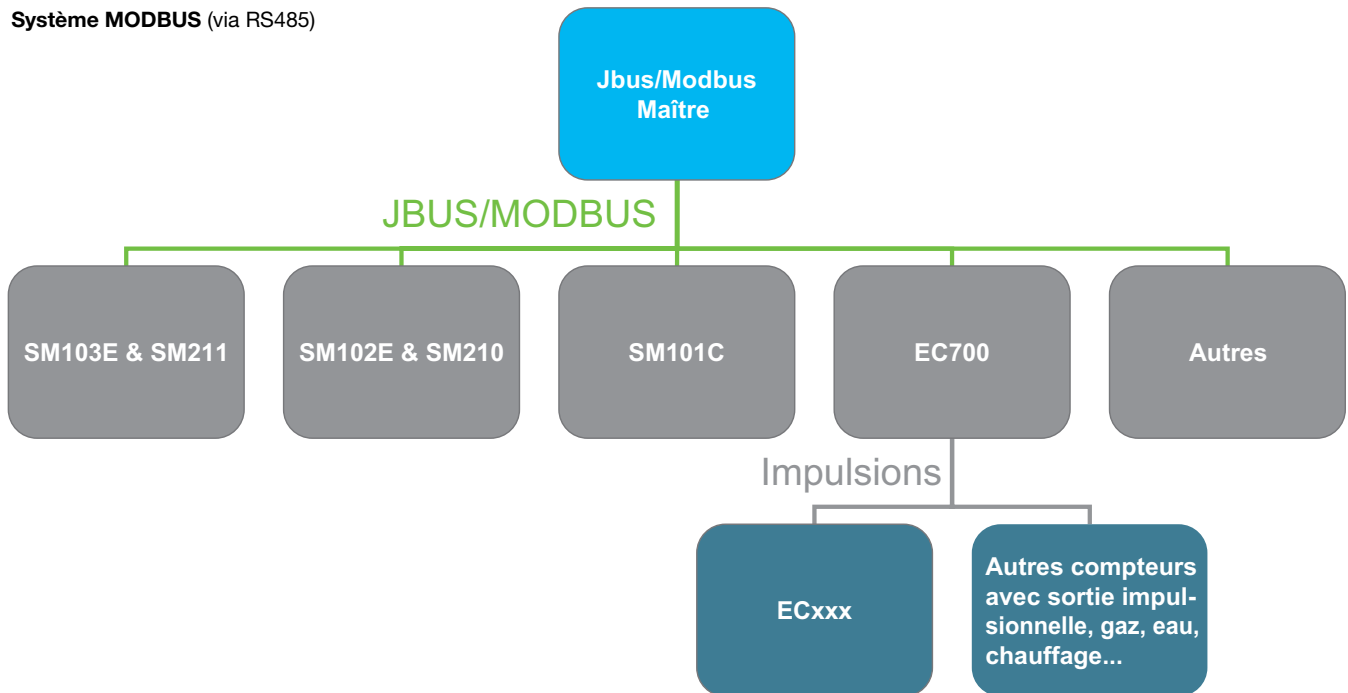 Système MODBUS (via RS485)
Jbus/Modbus
Maître
JBUS/MODBUS
SM103E & SM211
SM102E & SM210
SM101C
EC700
Autres
Impulsions
ECxxx
Autres compteurs
avec sortie impul-
sionnelle, gaz, eau,
chauffage...